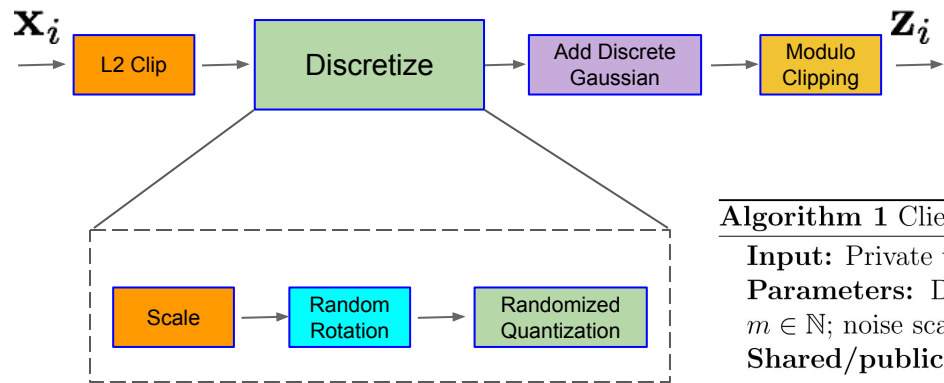 x_i
L2 Clip
Discretize
Add Discrete
Gaussian
Modulo
Clipping
z_i
Scale
Random
Rotation
Randomized
Quantization
Algorithm 1
Input: Private
Parameters:
m ∈ ℕ; noise
Shared/public